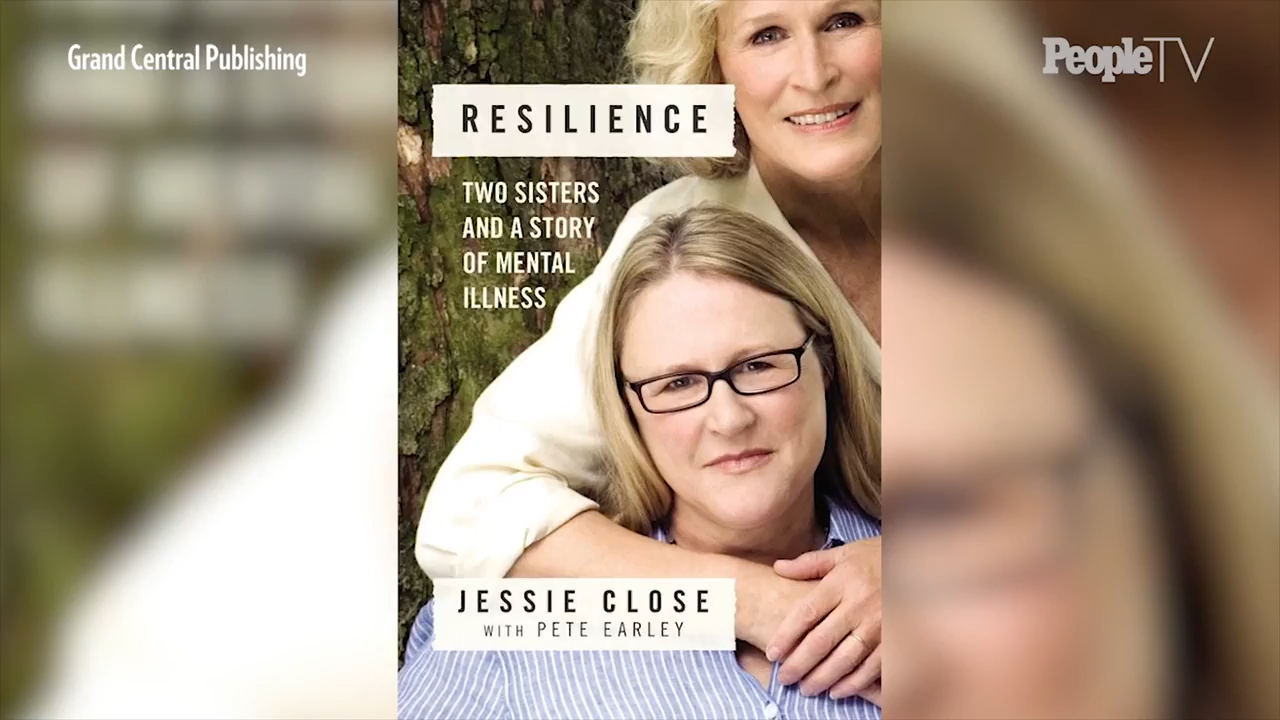 Grand Central Publishing
PeopleTV
RESILIENCE
TWO SISTERS
AND A STORY
OF MENTAL
ILLNESS
JESSIE CLOSE
WITH PETE EARLEY